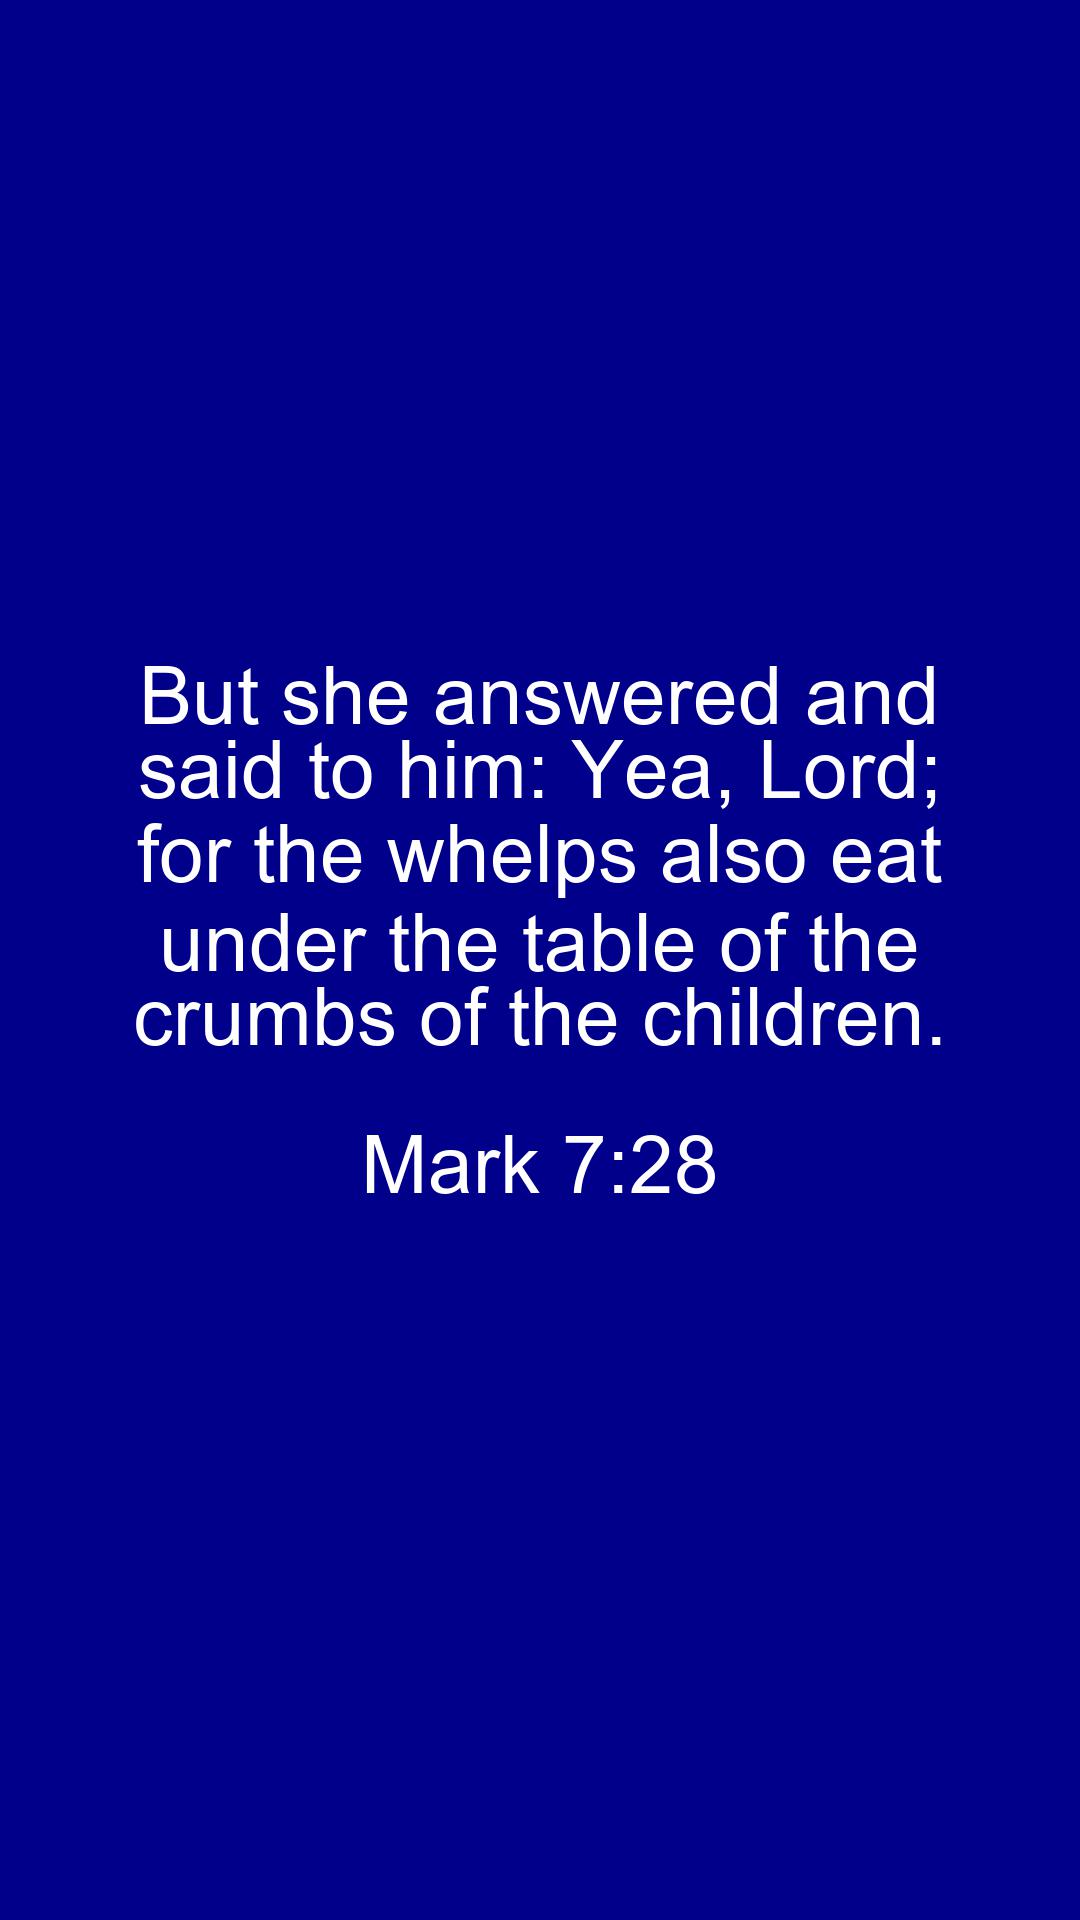 But she answered and
said to him: Yea, Lord;
for the whelps also eat
under the table of the
crumbs of the children.
Mark 7:28